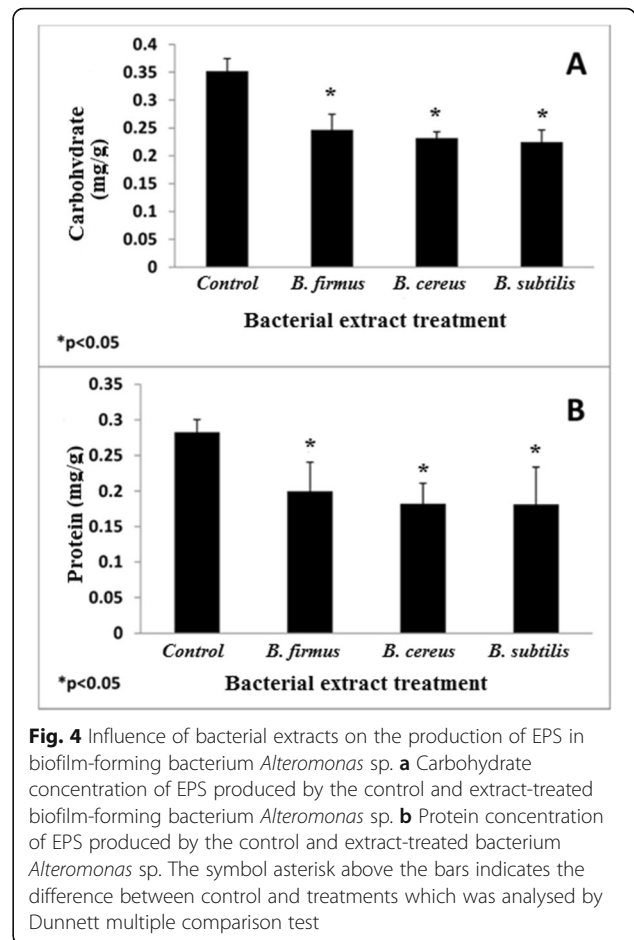 0.4
A
0.35
*
0.3
*
*
0.25
0.2
0.15
0.1
0.05
0
Carbohydrate
(mg/g)
Control B. firmus B. cereus B. subtilis
Bacterial extract treatment
*p<0.05
0.35
B
0.3
*
*
*
0.25
0.2
0.15
0.1
0.05
0
Protein (mg/g)
Control B. firmus B. cereus B. subtilis
*p<0.05 Bacterial extract treatment
Fig. 4 Influence of bacterial extracts on the production of EPS in
biofilm-forming bacterium Alteromonas sp. a Carbohydrate
concentration of EPS produced by the control and extract-treated
biofilm-forming bacterium Alteromonas sp. b Protein concentration
of EPS produced by the control and extract-treated bacterium
Alteromonas sp. The symbol asterisk above the bars indicates the
difference between control and treatments which was analysed by
Dunnett multiple comparison test